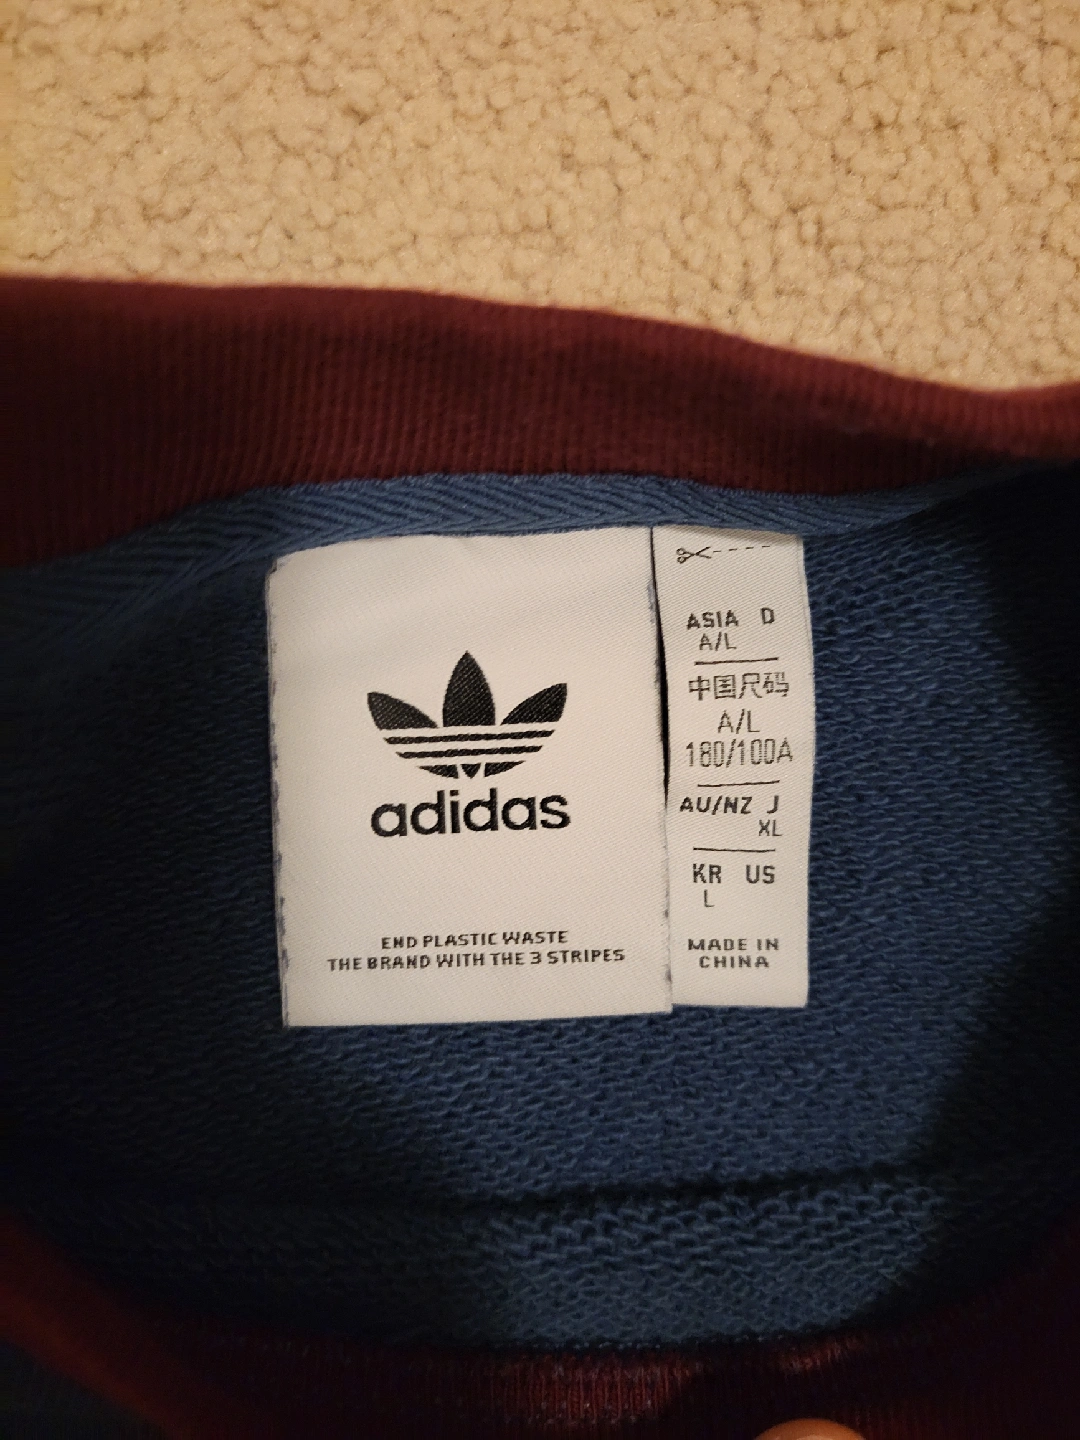 adidas
END PLASTIC WASTE
THE BRAND WITH THE 3 STRIPES
ASIA D
A/L
中国尺码
A/L
180/100A
AU/NZ J
XL
KR US
L
MADE IN
CHINA